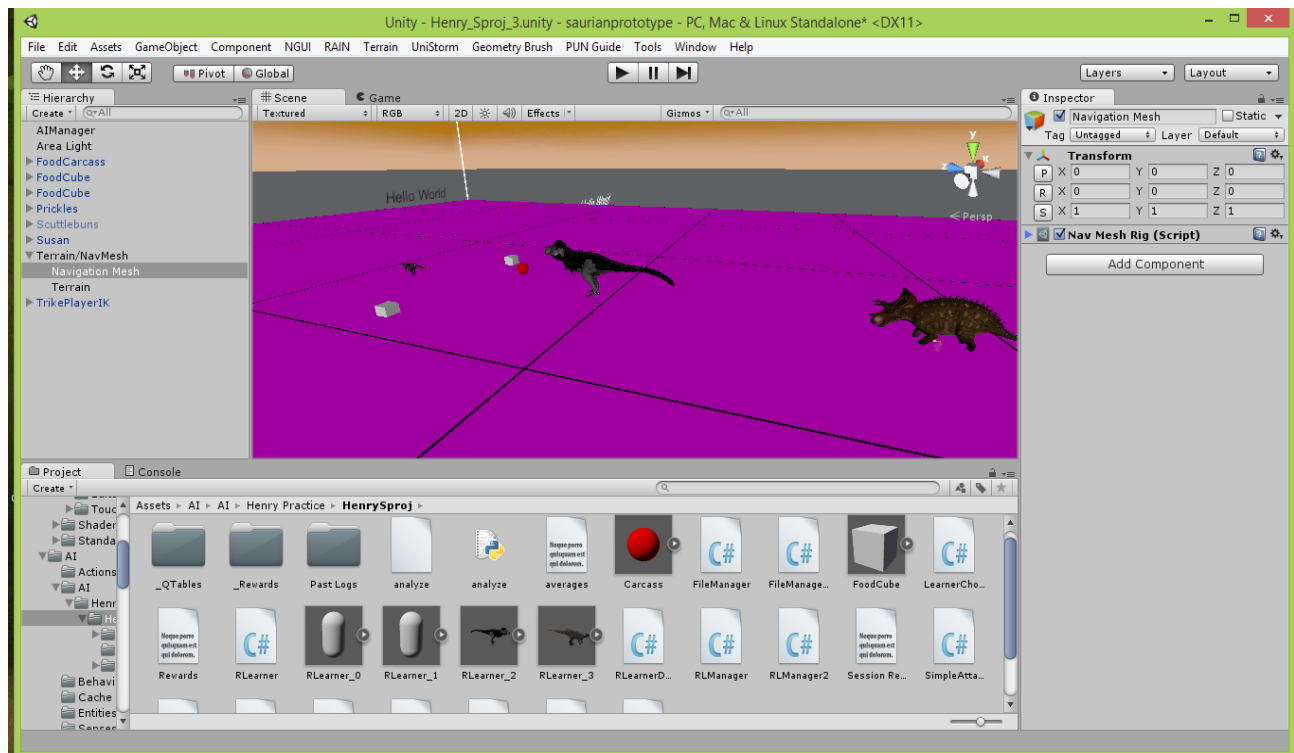 Unity - Henry_Sproj_3.unity - saurianprototype - PC, Mac & Linux Standalone* <DX11>
File Edit Assets GameObject Component NGUI RAIN Terrain UniStorm Geometry Brush PUN Guide Tools Window Help
Pivot Global Layers Layout
Hierarchy
Create All
AIManager
Area Light
FoodCarcass
FoodCube
FoodCube
Prickles
Scuttlebuns
Susan
Terrain/NavMesh
Navigation Mesh
Terrain
TrikePlayerIK
Scene Game
Textured RGB 2D Effects Gizmos All
Hello World
y
x
z
Persp
Inspector
Navigation Mesh Static
Tag Untagged Layer Default
Transform
P X 0 Y 0 Z 0
R X 0 Y 0 Z 0
S X 1 Y 1 Z 1
Nav Mesh Rig (Script)
Add Component
Project Console
Create
Touc
Shader
Standa
AI
Actions
AI
Henr
He
Behavi
Cache
Entities
Senses
Assets AI AI Henry Practice HenrySproj
_QTables _Rewards Past Logs analyze analyze averages Carcass FileManager FileManage... FoodCube LearnerCho...
Rewards RLearner RLearner_0 RLearner_1 RLearner_2 RLearner_3 RLearnerD... RLManager RLManager2 Session Re... SimpleAtta...